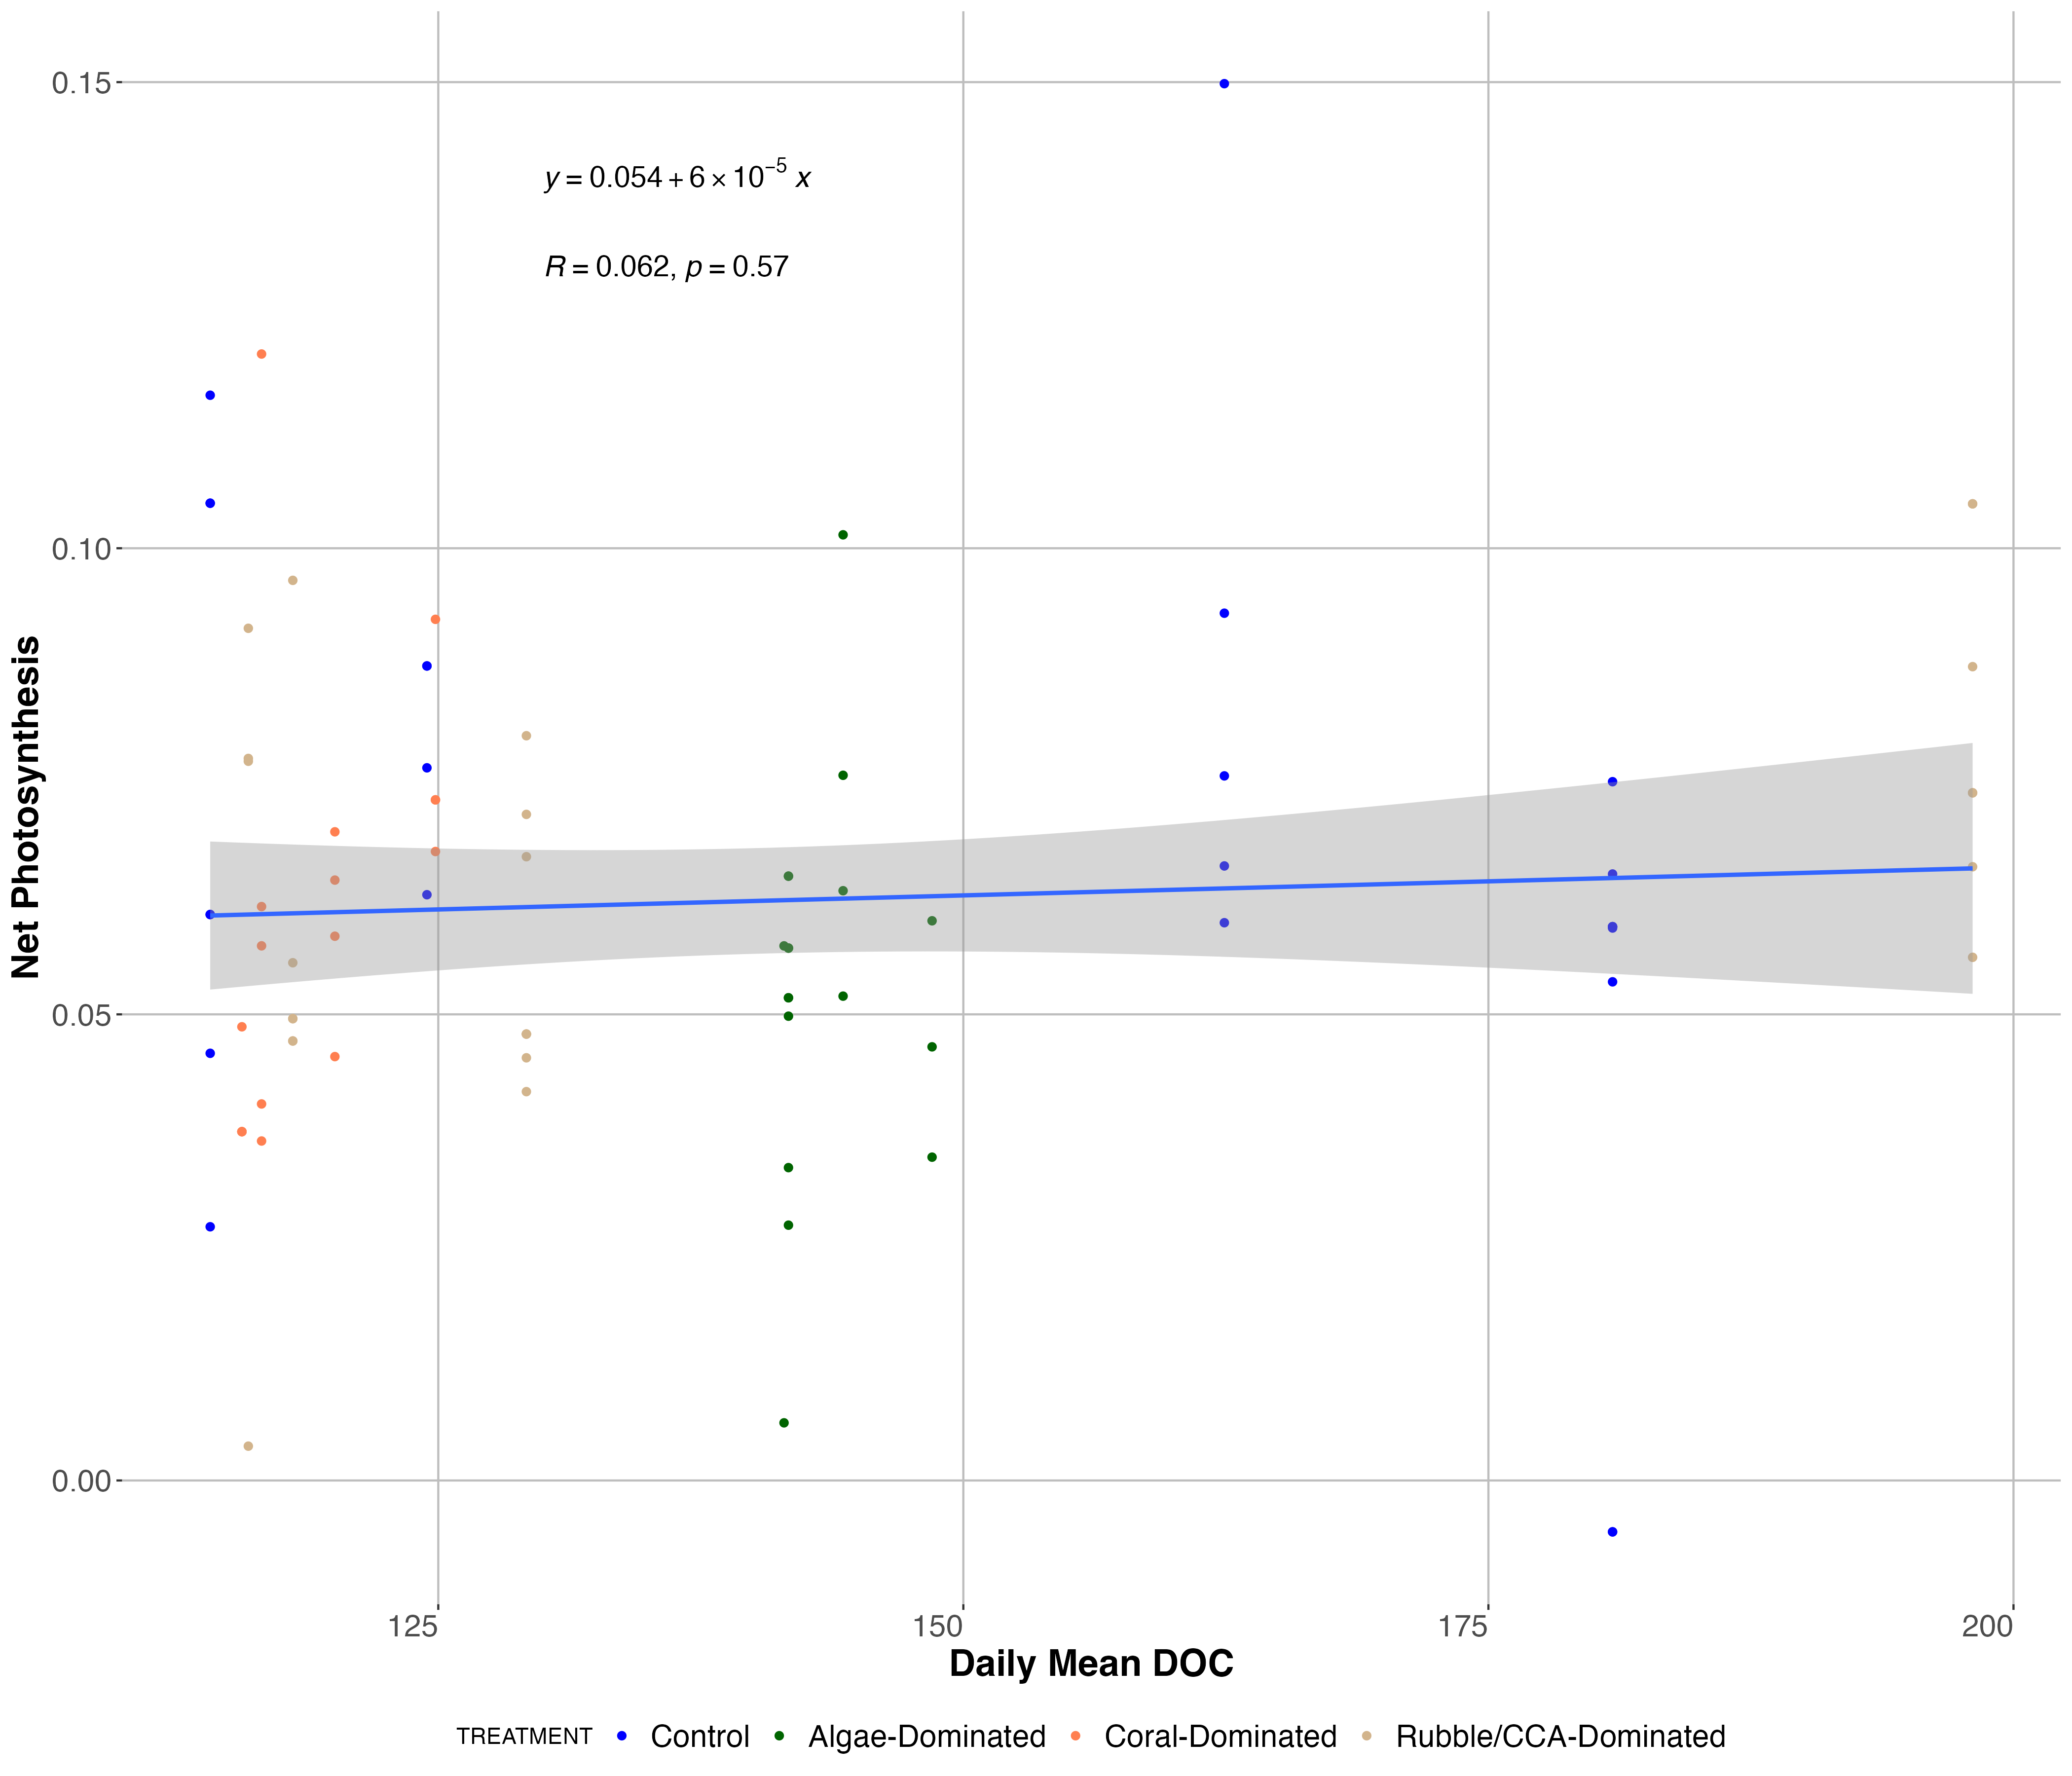 0.15
y = 0.054 + 6 × 10⁻⁵ x
R = 0.062, p = 0.57
0.10
Net Photosynthesis
0.05
0.00
125 150 175 200
Daily Mean DOC
TREATMENT Control Algae-Dominated Coral-Dominated Rubble/CCA-Dominated